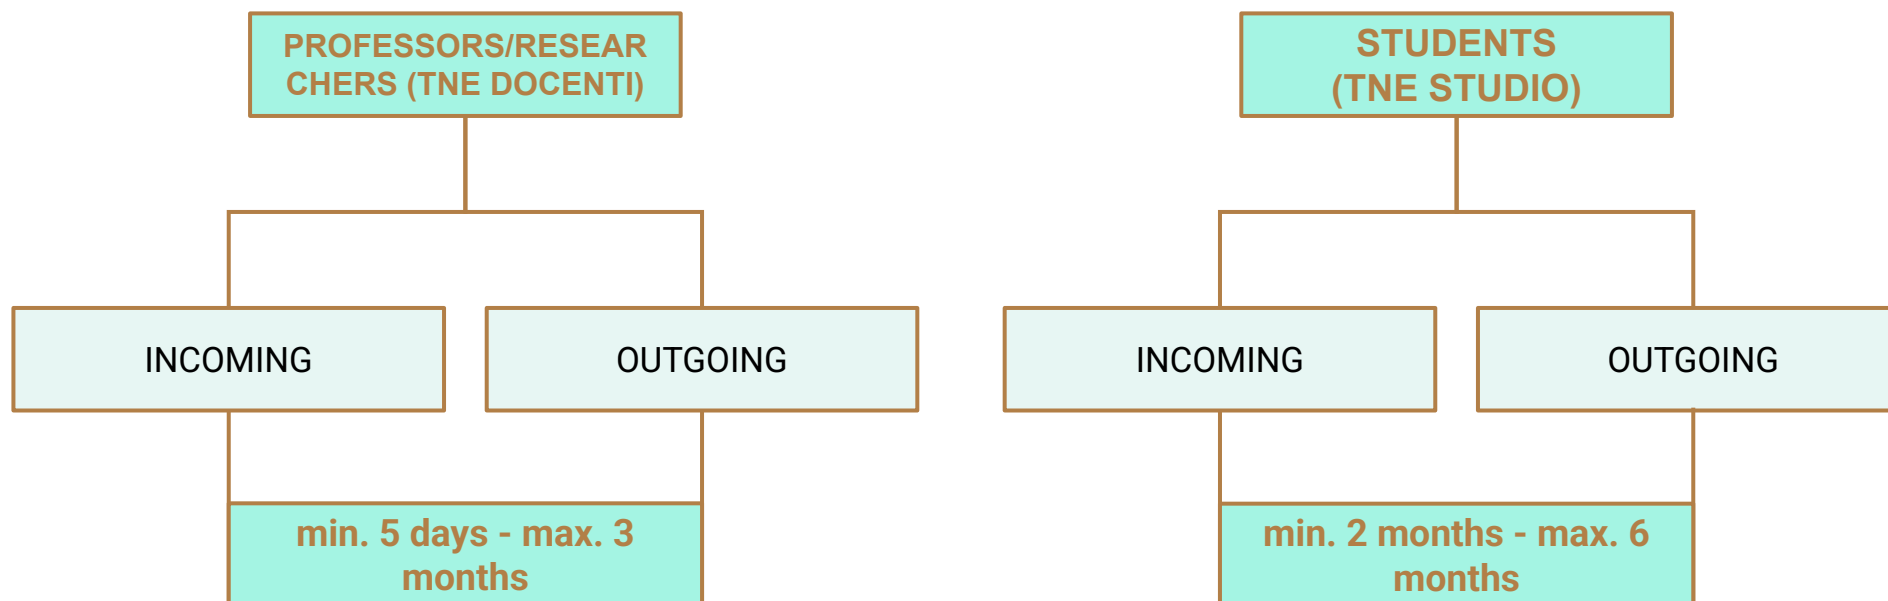 PROFESSORS/RESEAR
CHERS (TNE DOCENTI)
INCOMING
OUTGOING
min. 5 days - max. 3
months
STUDENTS
(TNE STUDIO)
INCOMING
OUTGOING
min. 2 months - max. 6
months